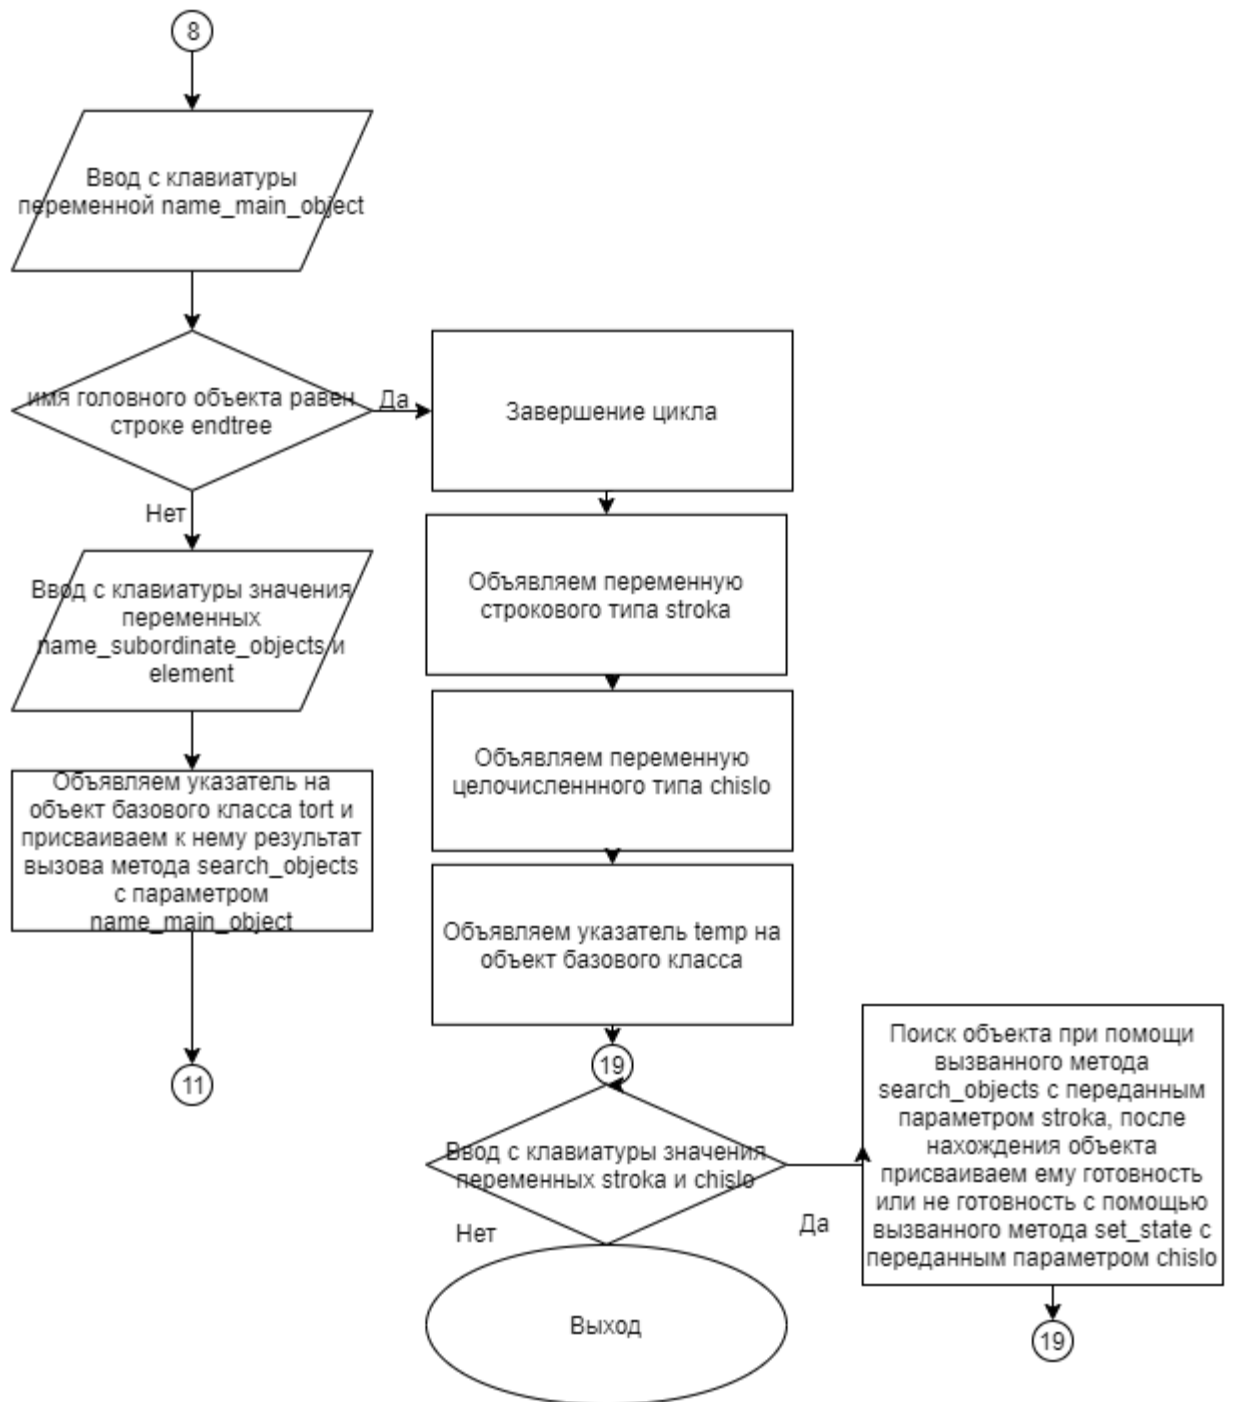 8
Ввод с клавиатуры
переменной name_main_object
имя головного объекта равен
строке endtree
Да
Нет
Ввод с клавиатуры значения
переменных
name_subordinate_objects и
element
Объявляем указатель на
объект базового класса tort и
присваиваем к нему результат
вызова метода search_objects
с параметром
name_main_object
11
Завершение цикла
Объявляем переменную
строкового типа stroka
Объявляем переменную
целочисленнного типа chislo
Объявляем указатель temp на
объект базового класса
19
Ввод с клавиатуры значения
переменных stroka и chislo
Нет
Да
Выход
Поиск объекта при помощи
вызванного метода
search_objects с переданным
параметром stroka, после
нахождения объекта
присваиваем ему готовность
или не готовность с помощью
вызванного метода set_state с
переданным параметром chislo
19